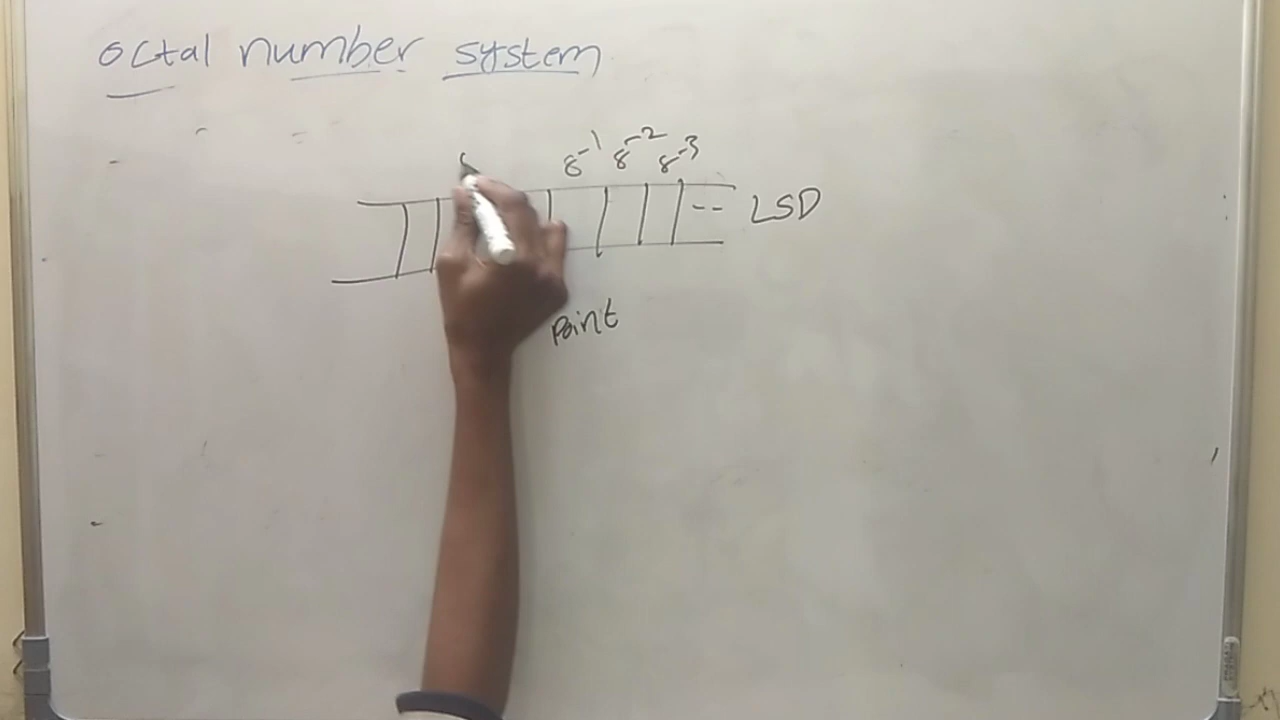 octal number system
8⁻¹ 8⁻² 8⁻³
-- LSD
point